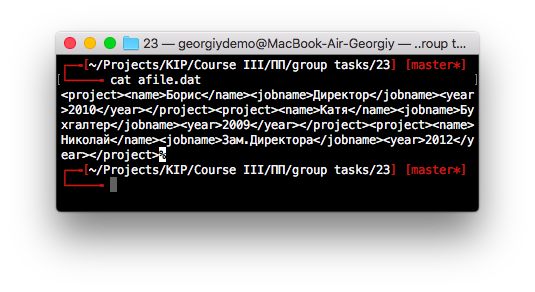 23 — georgiydemo@MacBook-Air-Georgiy — ..roup t...
[~/Projects/KIP/Course III/ПП/group tasks/23] [master*]
cat afile.dat
<project><name>Борис</name><jobname>Директор</jobname><year
>2010</year></project><project><name>Катя</name><jobname>Бу
хгалтер</jobname><year>2009</year></project><project><name>
Николай</name><jobname>Зам.Директора</jobname><year>2012</y
ear></project>%
[~/Projects/KIP/Course III/ПП/group tasks/23] [master*]